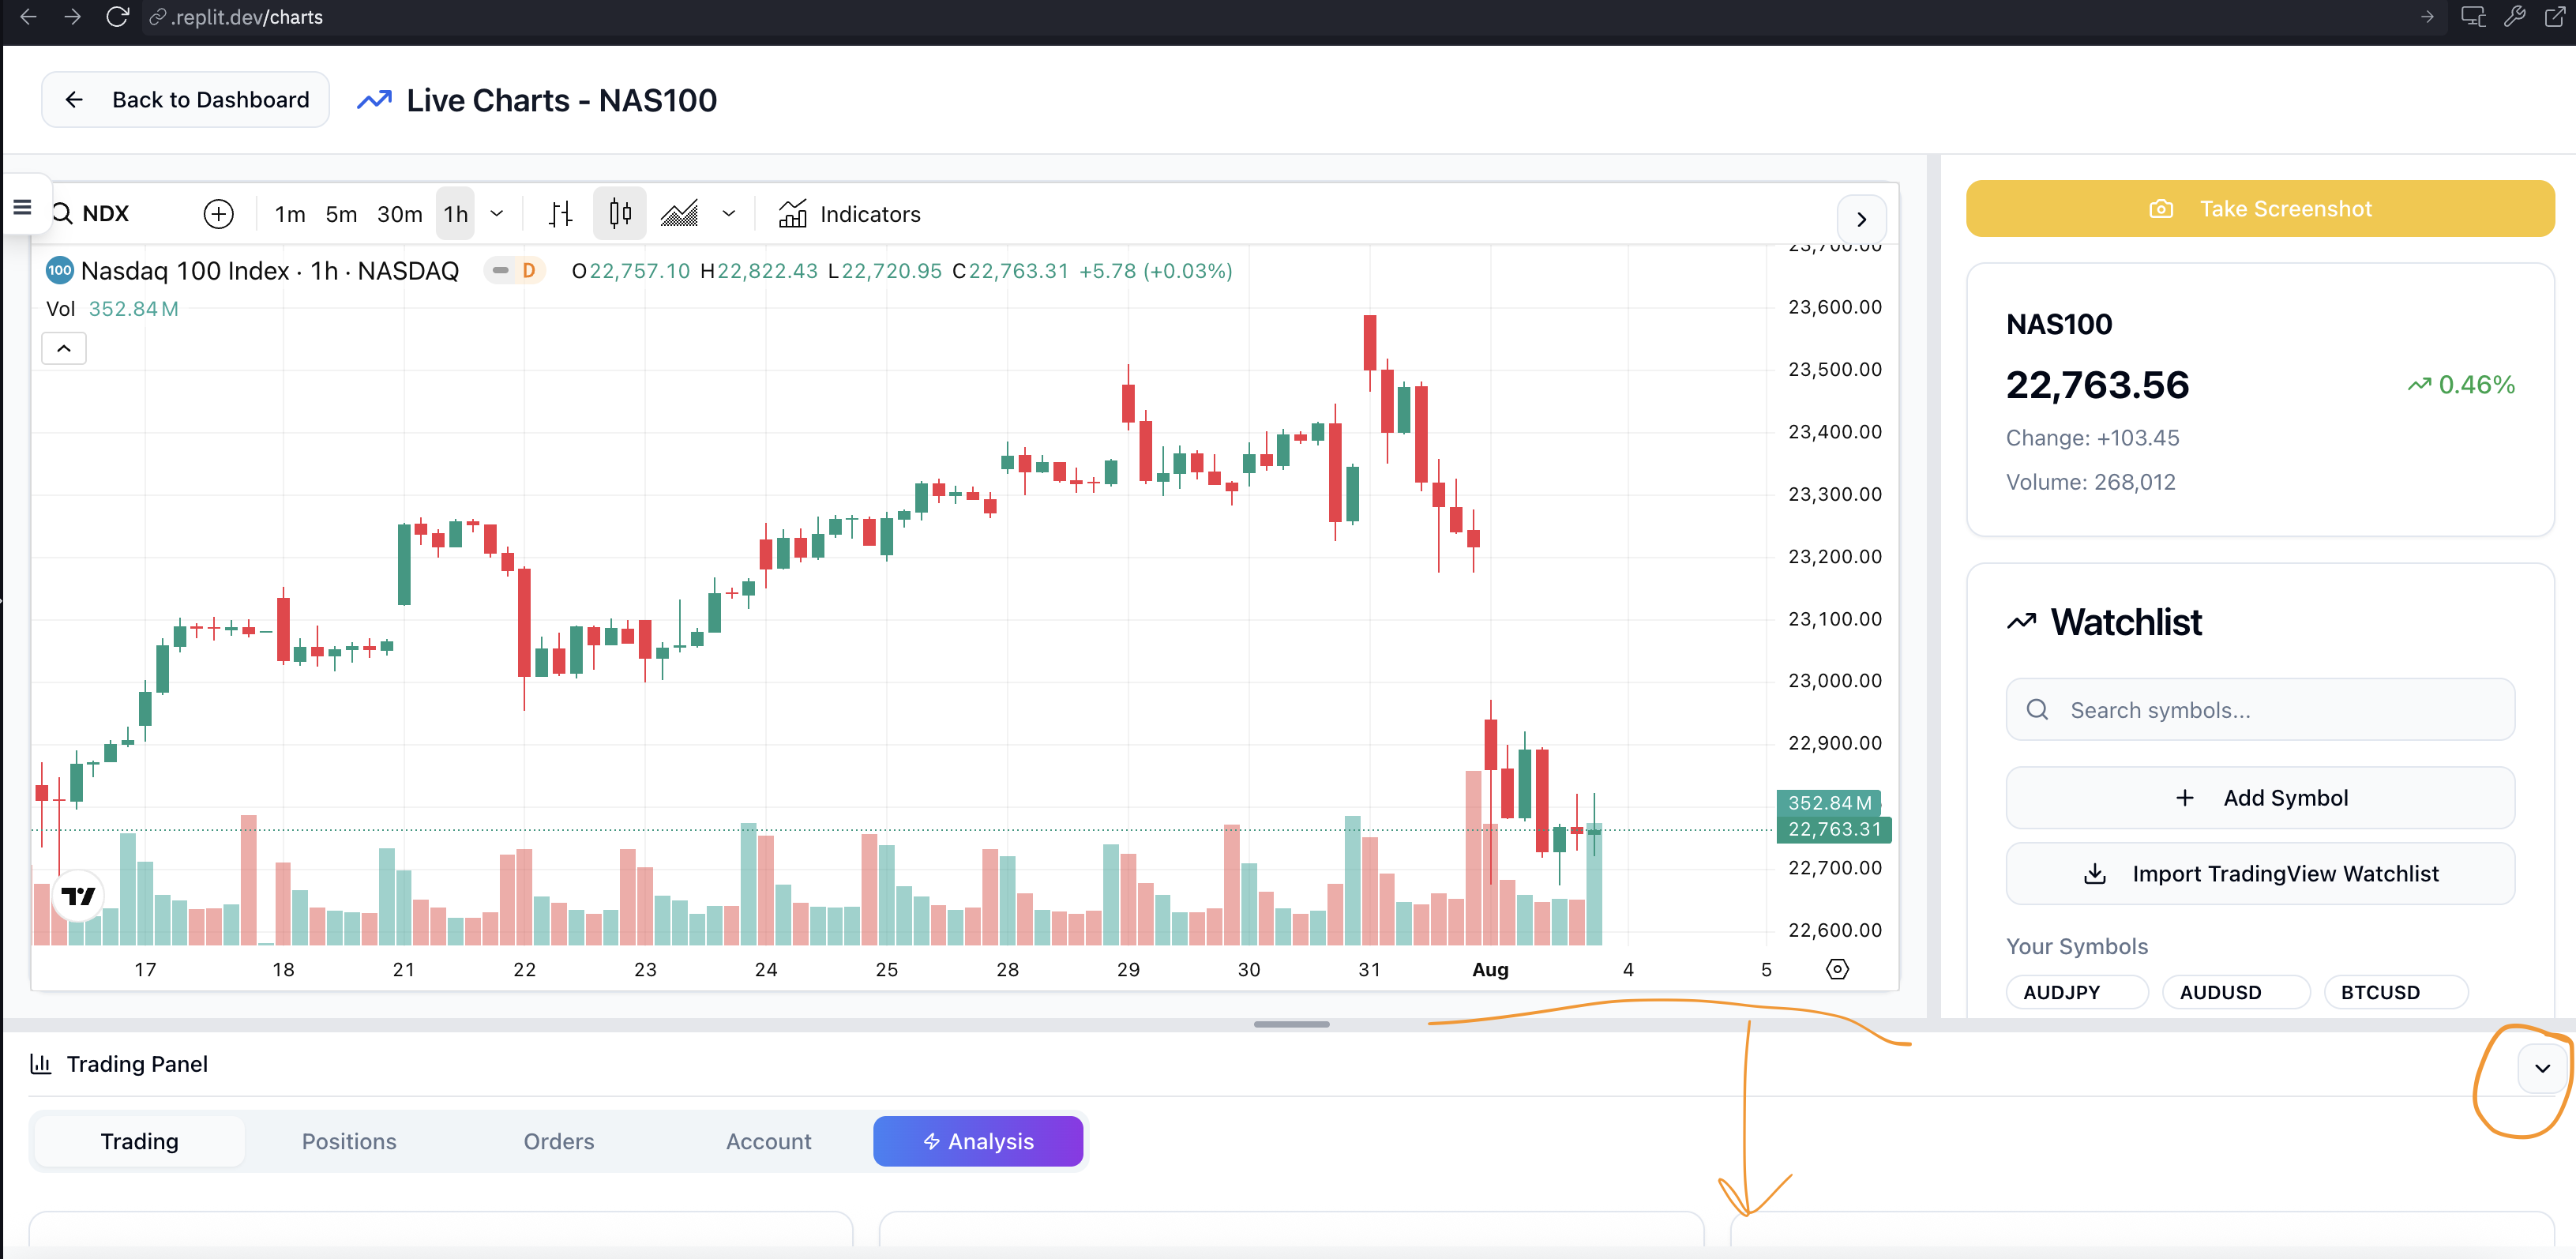 .replit.dev/charts
Back to Dashboard
Live Charts - NAS100
NDX
1m 5m 30m 1h
Indicators
100 Nasdaq 100 Index · 1h · NASDAQ
D
O22,757.10 H22,822.43 L22,720.95 C22,763.31 +5.78 (+0.03%)
Vol 352.84M
23,700.00
23,600.00
23,500.00
23,400.00
23,300.00
23,200.00
23,100.00
23,000.00
22,900.00
352.84M
22,763.31
22,700.00
22,600.00
17 18 21 22 23 24 25 28 29 30 31 Aug 4 5
Take Screenshot
NAS100
22,763.56
0.46%
Change: +103.45
Volume: 268,012
Watchlist
Search symbols...
Add Symbol
Import TradingView Watchlist
Your Symbols
AUDJPY AUDUSD BTCUSD
Trading Panel
Trading Positions Orders Account Analysis